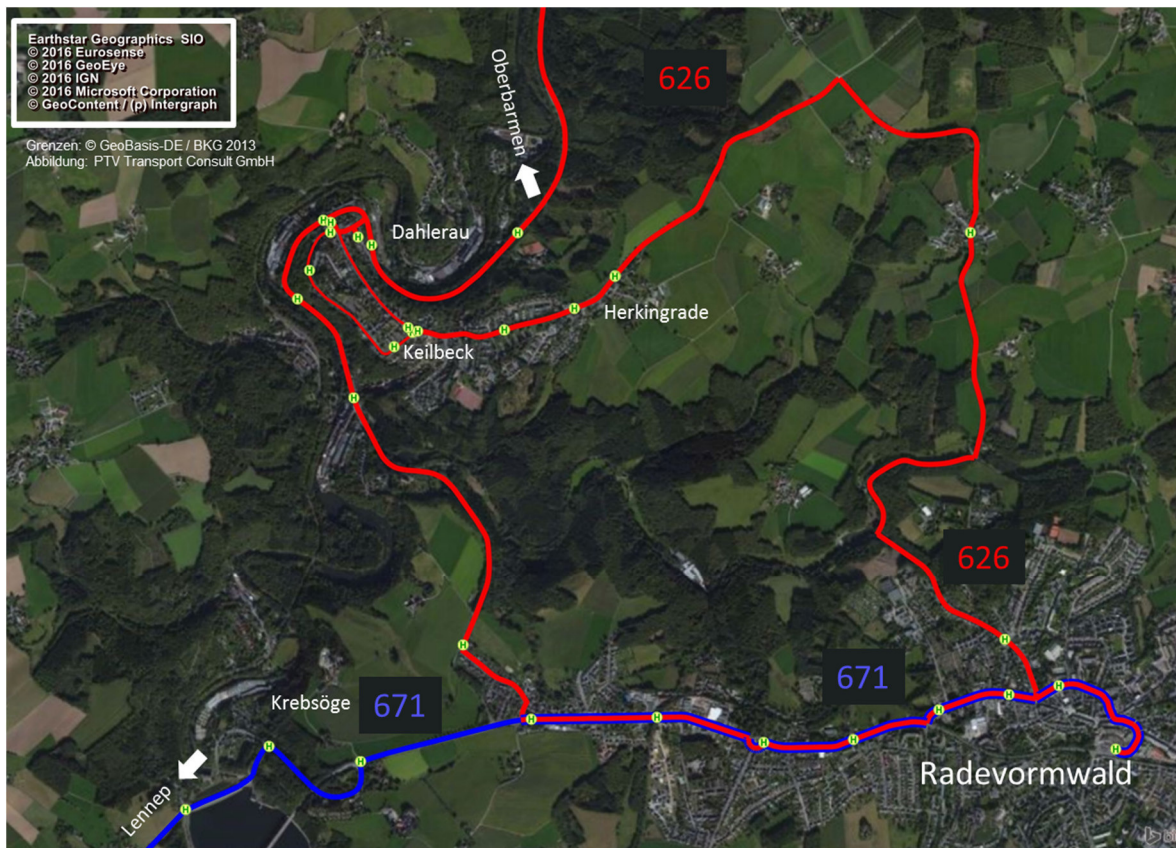 Earthstar Geographics SIO
© 2016 Eurosense
© 2016 GeoEye
© 2016 IGN
© 2016 Microsoft Corporation
© GeoContent / (p) Intergraph
Grenzen: © GeoBasis-DE / BKG 2013
Abbildung: PTV Transport Consult GmbH
Oberbarmen
626
Dahlerau
Herkingrade
Keilbeck
626
671
Krebsöge
671
Radevormwald
Lennep